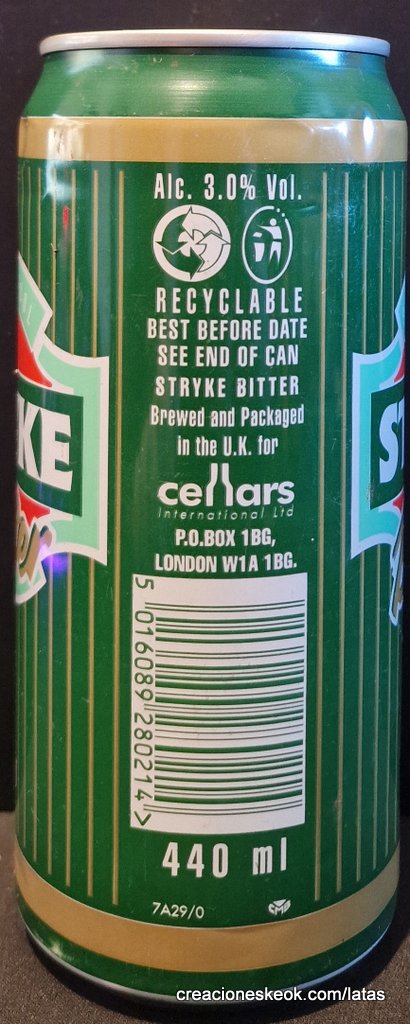 Alc. 3.0% Vol.
RECYCLABLE
BEST BEFORE DATE
SEE END OF CAN
STRYKE BITTER
Brewed and Packaged
in the U.K. for
cellars
International Ltd
P.O.BOX 1BG,
LONDON W1A 1BG.
KE
ST
5 016089 280214 >
440 ml
7A29/0
creacioneskeok.com/latas